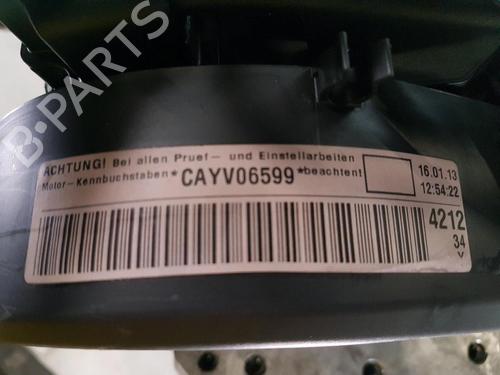 B-PARTS
ACHTUNG! Bei allen Pruef- und Einstellarbeiten
Motor-Kennbuchstaben *CAYV06599* beachten!
16.01.13
12:54:22
4212
34
Y